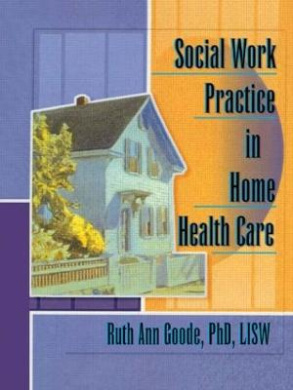 Social Work
Practice
in
Home
Health Care
Ruth Ann Goode, PhD, LISW